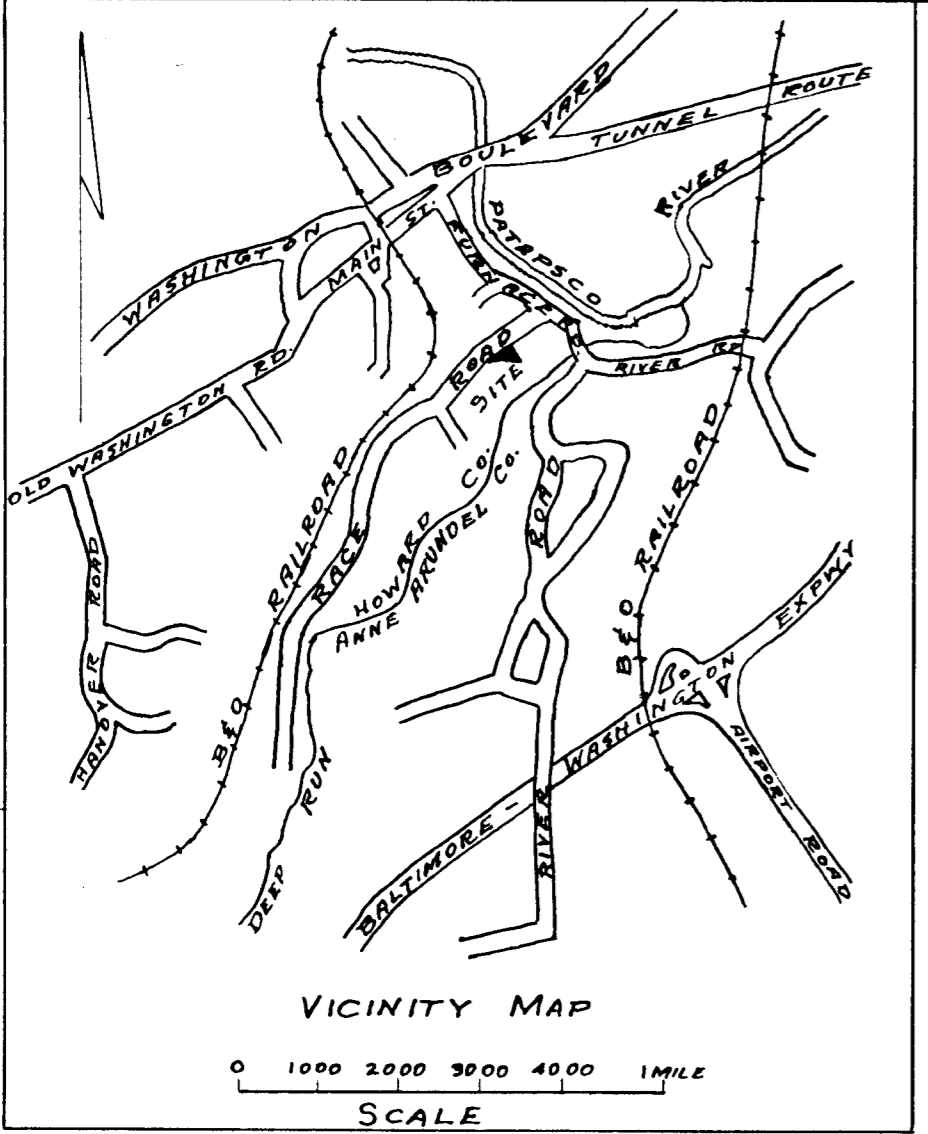 BOULEVARD
TUNNEL ROUTE
RIVER
PATAPSCO
WASHINGTON
MAIN ST.
FURNACE RD.
ROAD
SITE
RIVER RD
OLD WASHINGTON RD.
RAILROAD
RACE
HOWARD CO.
ANNE ARUNDEL CO.
ROAD
B & O RAILROAD
HANOVER ROAD
B & O
DEEP RUN
BALTIMORE - WASHINGTON EXPWY
AIRPORT ROAD
RIVER
VICINITY MAP
0 1000 2000 3000 4000 1 MILE
SCALE